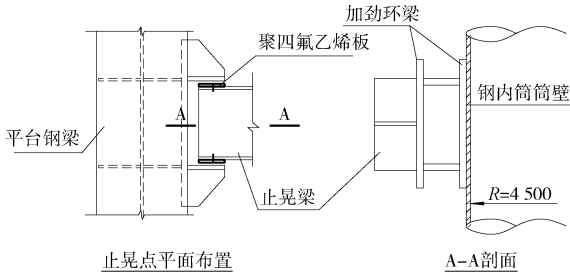 加劲环梁
聚四氟乙烯板
钢内筒筒壁
A
A
平台钢梁
止晃梁
R=4 500
止晃点平面布置
A-A剖面